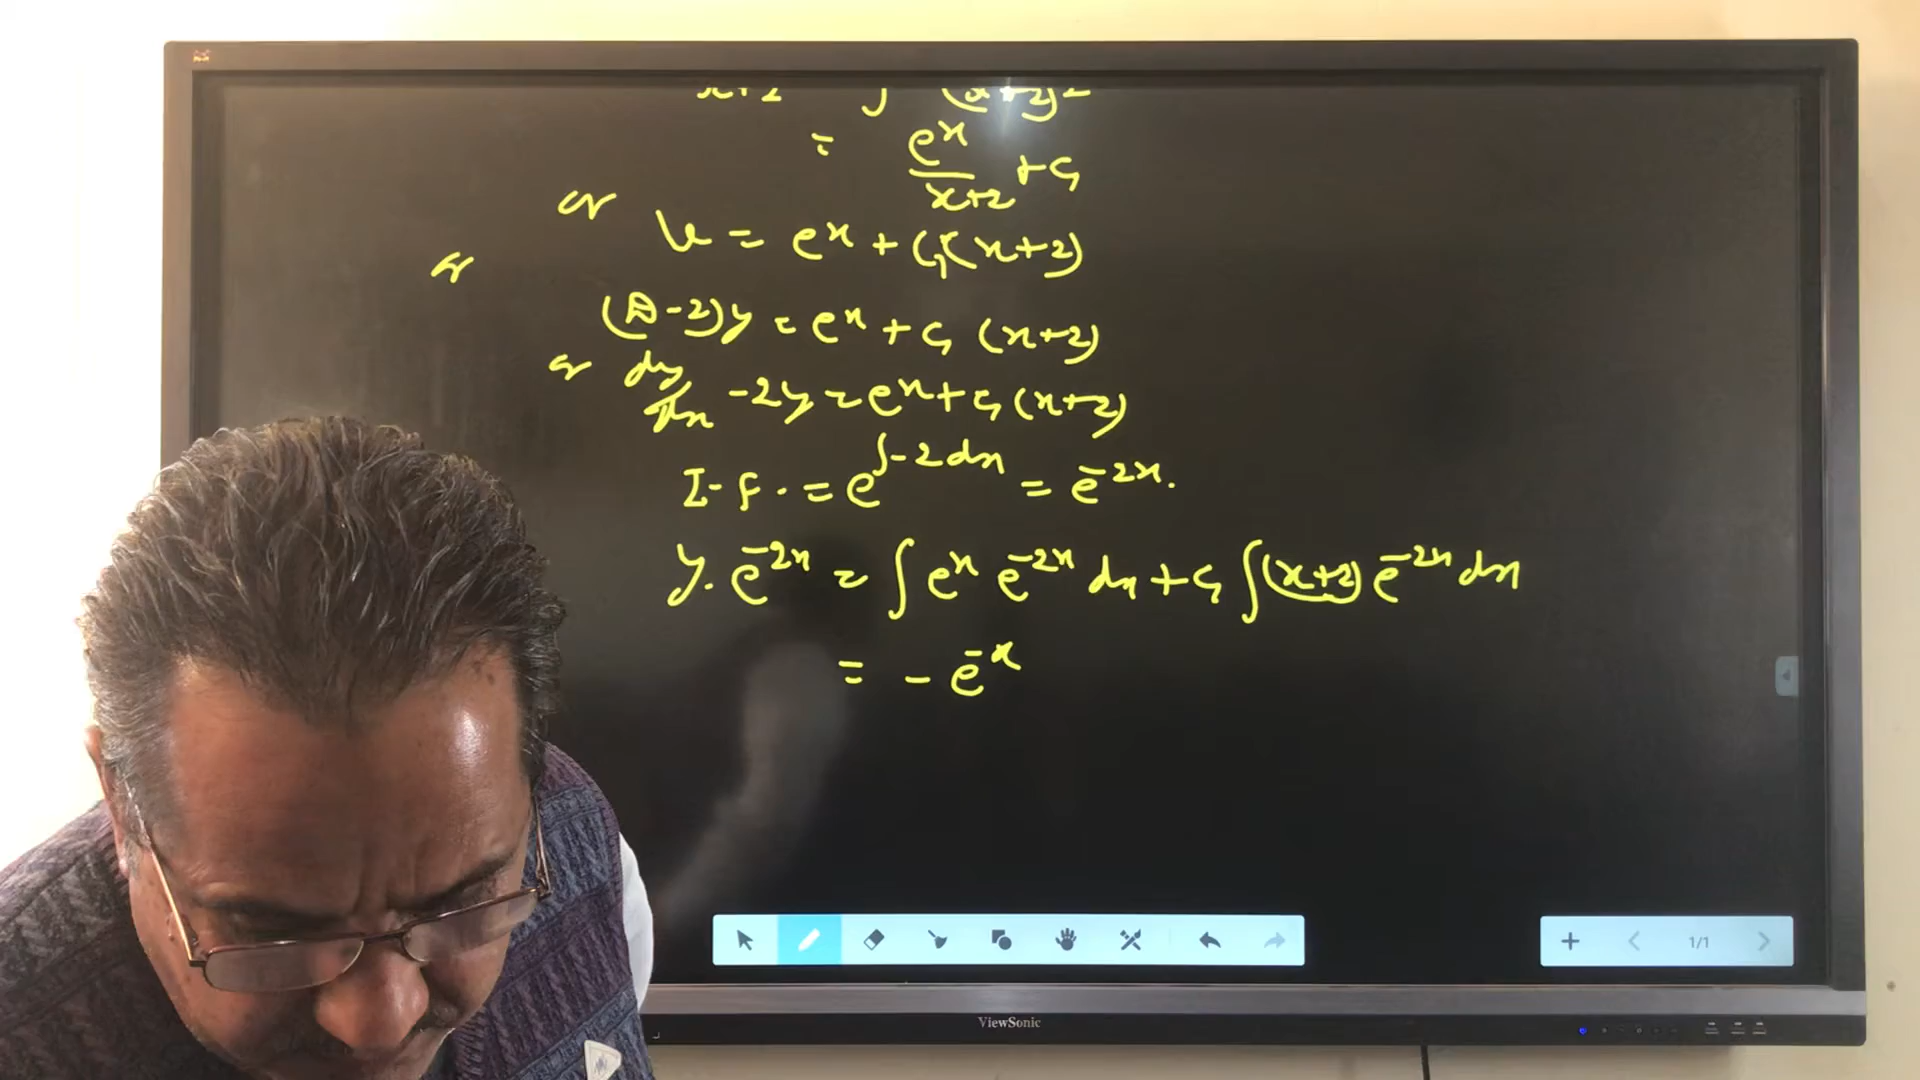 = e^x/(x+2) + C₁
or V = e^x + C₁(x+2)
or
(D-2)y = e^x + C₁ (x+2)
or dy/dx -2y = e^x + C₁ (x+2)
I.F. = e^∫-2dx = e^-2x.
y. e^-2x = ∫ e^x e^-2x dx + C₁ ∫(x+2) e^-2x dx
= - e^-x
1/1
ViewSonic